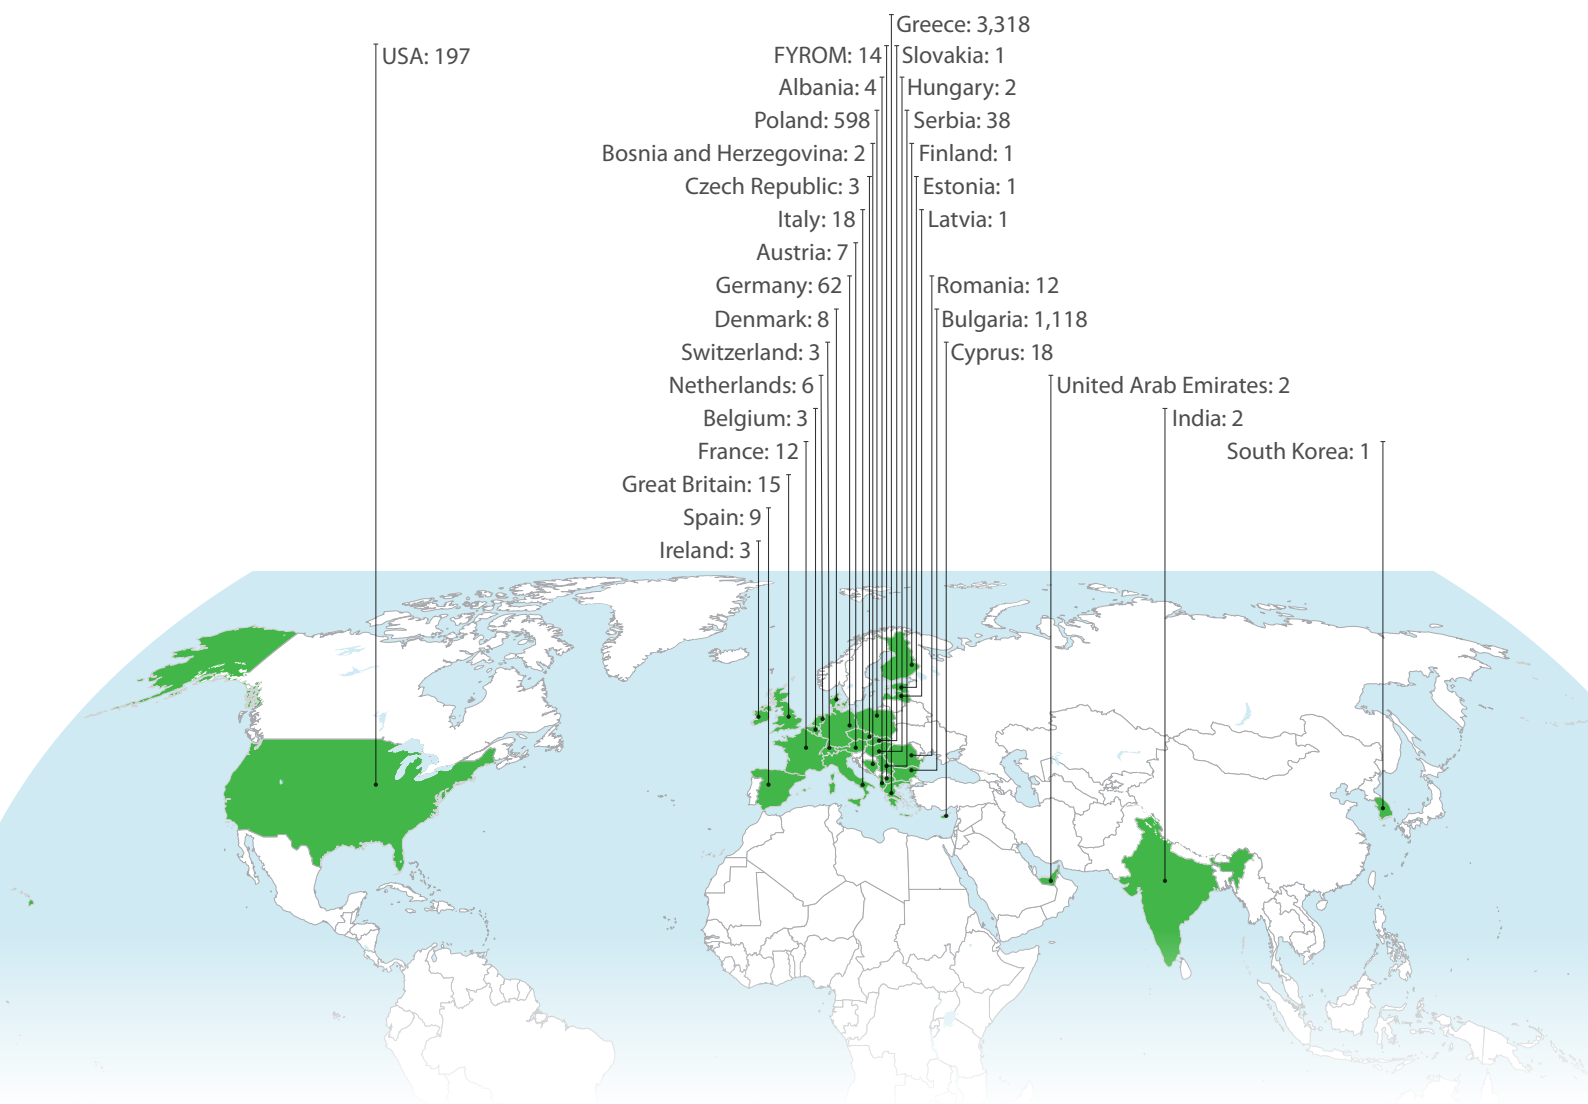 Greece: 3,318
USA: 197
FYROM: 14
Slovakia: 1
Albania: 4
Hungary: 2
Poland: 598
Serbia: 38
Bosnia and Herzegovina: 2
Finland: 1
Czech Republic: 3
Estonia: 1
Italy: 18
Latvia: 1
Austria: 7
Germany: 62
Romania: 12
Denmark: 8
Bulgaria: 1,118
Switzerland: 3
Cyprus: 18
Netherlands: 6
United Arab Emirates: 2
Belgium: 3
India: 2
France: 12
South Korea: 1
Great Britain: 15
Spain: 9
Ireland: 3